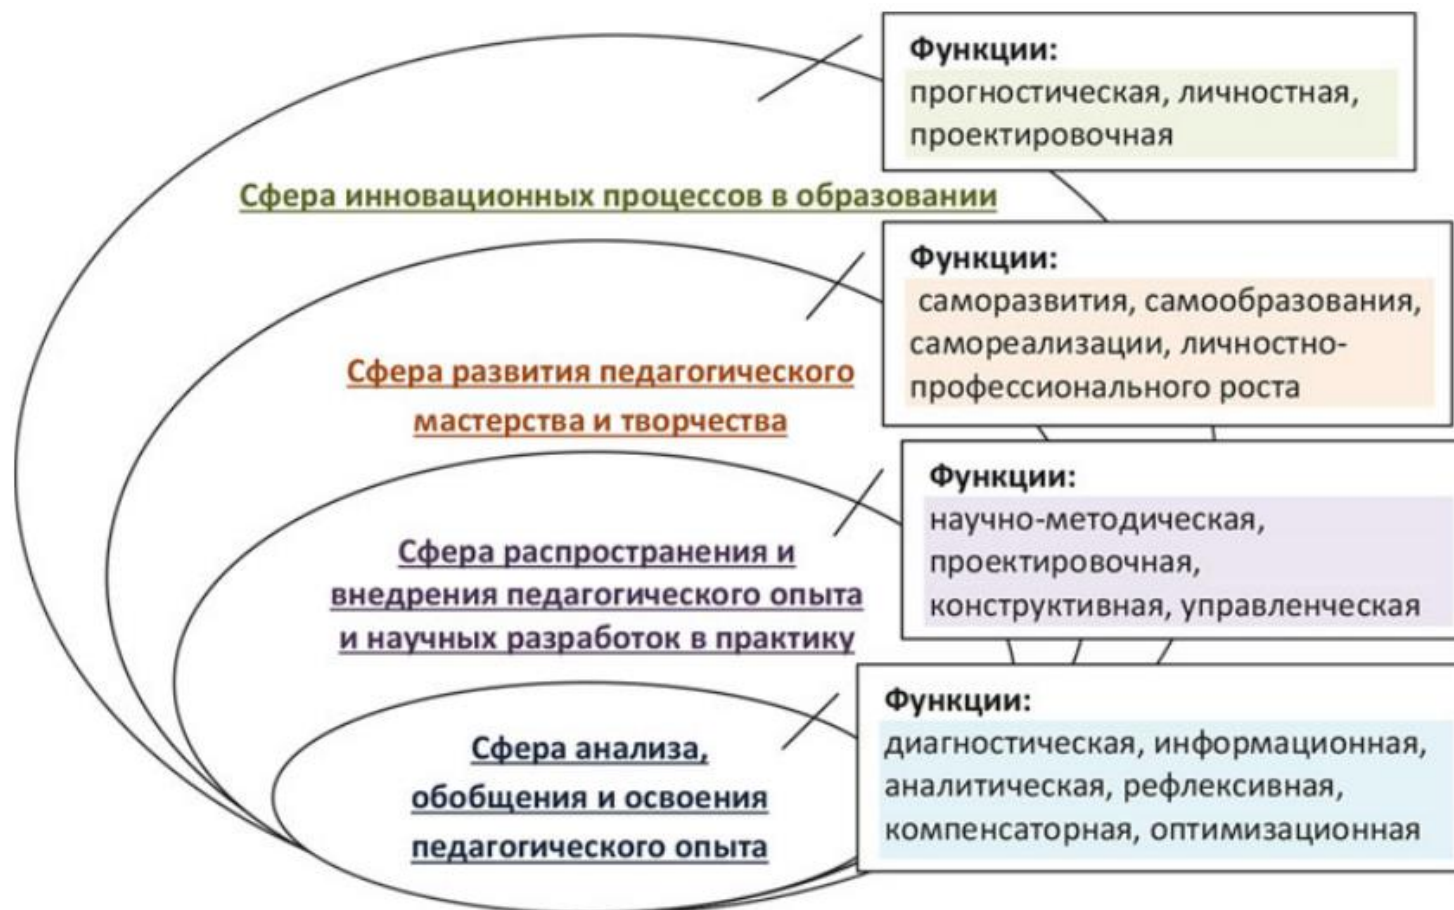 Функции:
прогностическая, личностная,
проектировочная
Сфера инновационных процессов в образовании
Функции:
саморазвития, самообразования,
самореализации, личностно-
профессионального роста
Сфера развития педагогического
мастерства и творчества
Функции:
научно-методическая,
проектировочная,
конструктивная, управленческая
Сфера распространения и
внедрения педагогического опыта
и научных разработок в практику
Функции:
диагностическая, информационная,
аналитическая, рефлексивная,
компенсаторная, оптимизационная
Сфера анализа,
обобщения и освоения
педагогического опыта